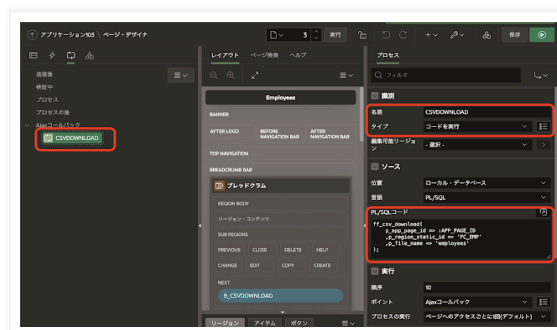 アプリケーション103 \ ページ・デザイナ
3
実行
保存
送信後
検証中
プロセス
プロセスの後
Ajaxコールバック
CSVDOWNLOAD
レイアウト ページ検索 ヘルプ
Employees
BANNER
AFTER LOGO
BEFORE NAVIGATION BAR
AFTER NAVIGATION BAR
TOP NAVIGATION
BREADCRUMB BAR
ブレッドクラム
REGION BODY
リージョン・コンテンツ
SUB REGIONS
PREVIOUS CLOSE DELETE HELP
CHANGE EDIT COPY CREATE
NEXT
B_CSVDOWNLOAD
リージョン アイテム ボタン
プロセス
フィルタ
識別
名前 CSVDOWNLOAD
タイプ コードを実行
編集可能リージョン - 選択 -
ソース
位置 ローカル・データベース
言語 PL/SQL
PL/SQLコード
ff_csv_download(
p_app_page_id => :APP_PAGE_ID
,p_region_static_id => 'FC_EMP'
,p_file_name => 'employees'
);
実行
順序 10
ポイント Ajaxコールバック
プロセスの実行 ページへのアクセスごとに1回(デフォルト)